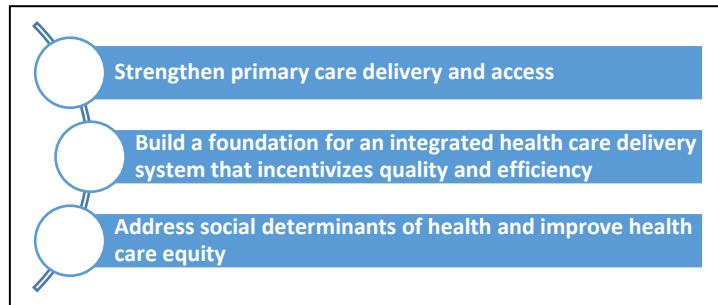 Strengthen primary care delivery and access
Build a foundation for an integrated health care delivery
system that incentivizes quality and efficiency
Address social determinants of health and improve health
care equity